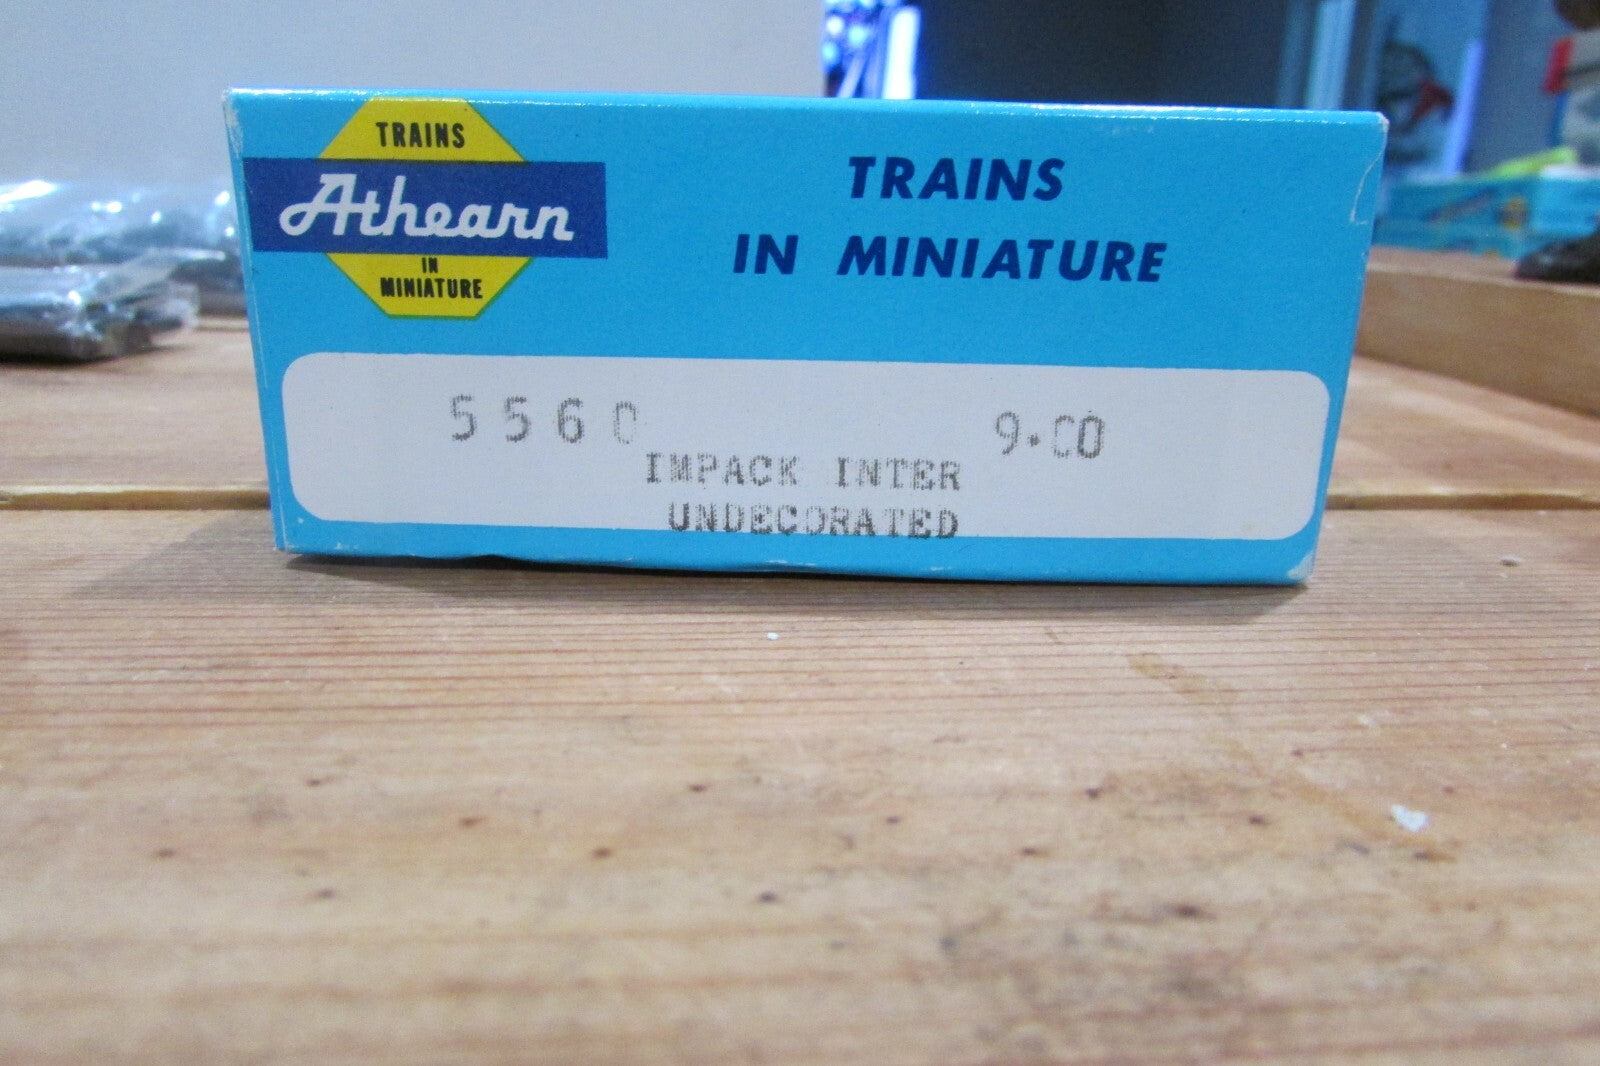 TRAINS
Athearn
IN
MINIATURE
TRAINS
IN MINIATURE
5560 9.00
IMPACK INTER
UNDECORATED